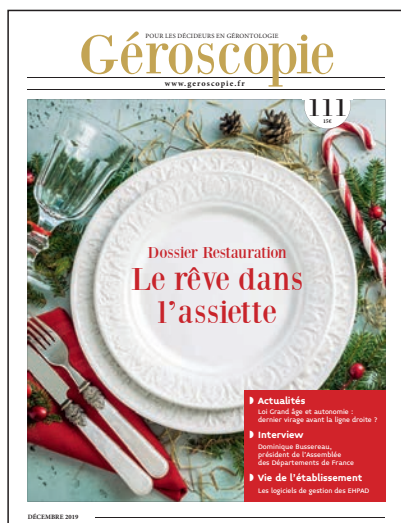 POUR LES DÉCIDEURS EN GÉRONTOLOGIE
Géroscopie
www.geroscopie.fr
111
15€
Dossier Restauration
Le rêve dans
l'assiette
Actualités
Loi Grand âge et autonomie :
dernier virage avant la ligne droite ?
Interview
Dominique Bussereau,
président de l'Assemblée
des Départements de France
Vie de l'établissement
Les logiciels de gestion des EHPAD
DÉCEMBRE 2019